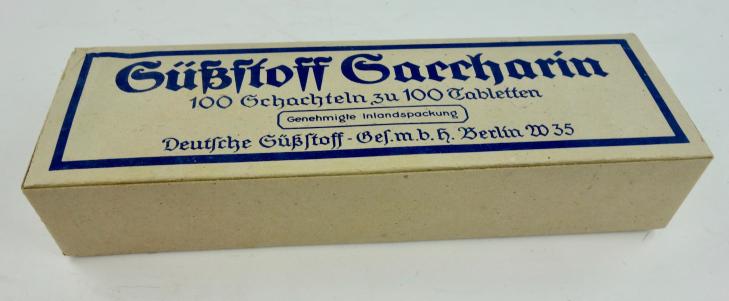 Süßstoff Saccharin
100 Schachteln zu 100 Tabletten
Genehmigte Inlandspackung
Deutsche Süßstoff-Ges.m.b.H. Berlin W 35